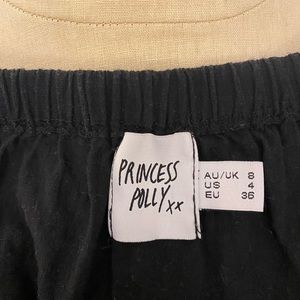 PRINCESS
POLLY xx
AU/UK 8
US 4
EU 36